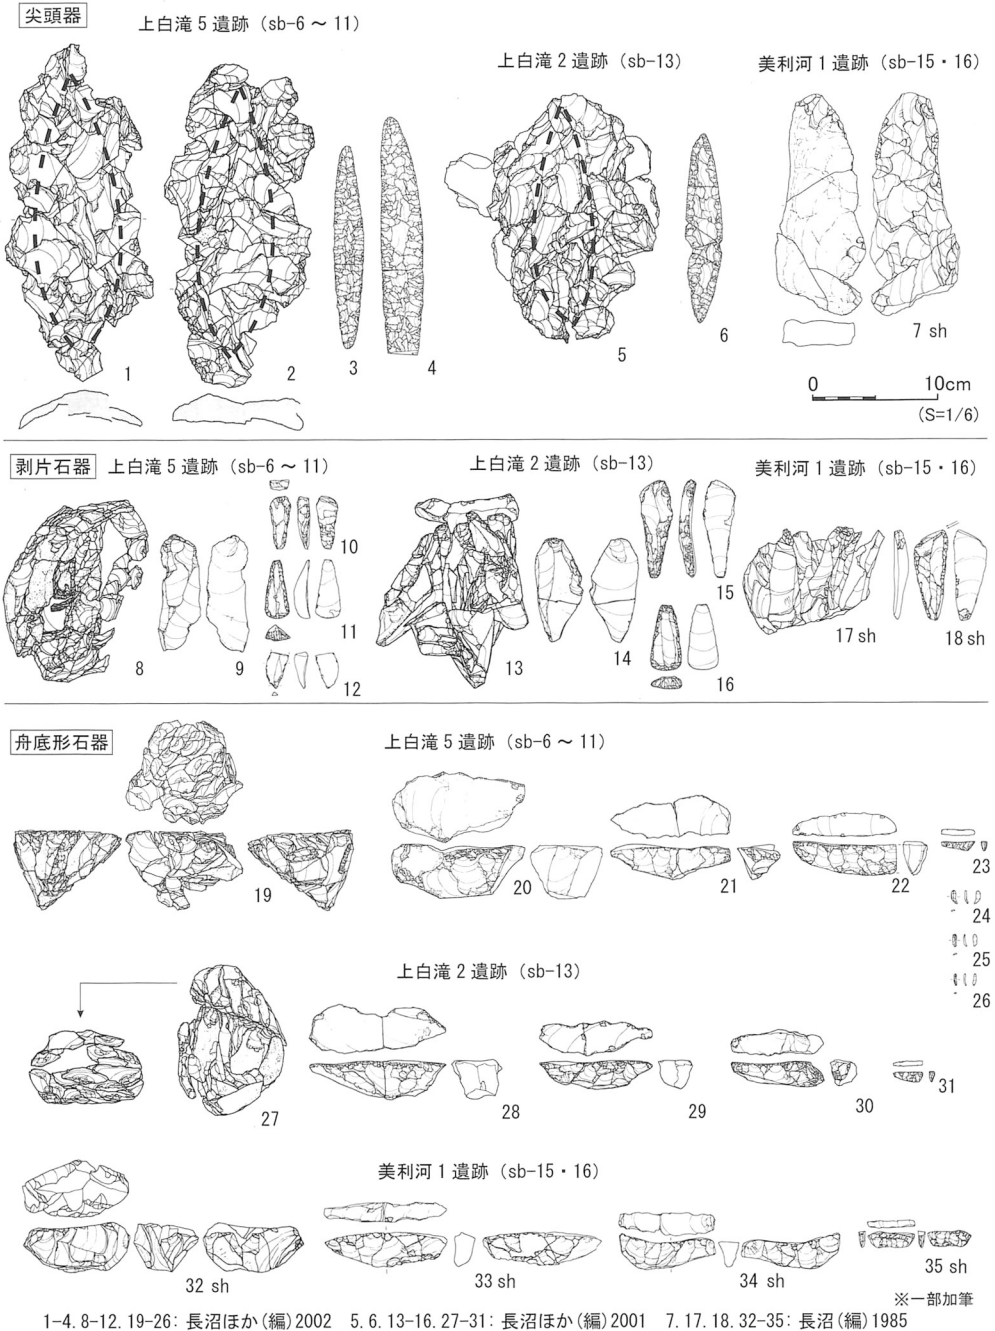 尖頭器
上白滝5遺跡（sb-6～11）
上白滝2遺跡（sb-13）
美利河1遺跡（sb-15・16）
1
2
3
4
5
6
7 sh
0 10cm
(S=1/6)
剥片石器
上白滝5遺跡（sb-6～11）
上白滝2遺跡（sb-13）
美利河1遺跡（sb-15・16）
8
9
10
11
12
13
14
15
16
17 sh
18 sh
舟底形石器
上白滝5遺跡（sb-6～11）
19
20
21
22
23
24
25
26
上白滝2遺跡（sb-13）
27
28
29
30
31
美利河1遺跡（sb-15・16）
32 sh
33 sh
34 sh
35 sh
※一部加筆
1-4.8-12.19-26：長沼ほか（編）2002 5.6.13-16.27-31：長沼ほか（編）2001 7.17.18.32-35：長沼（編）1985